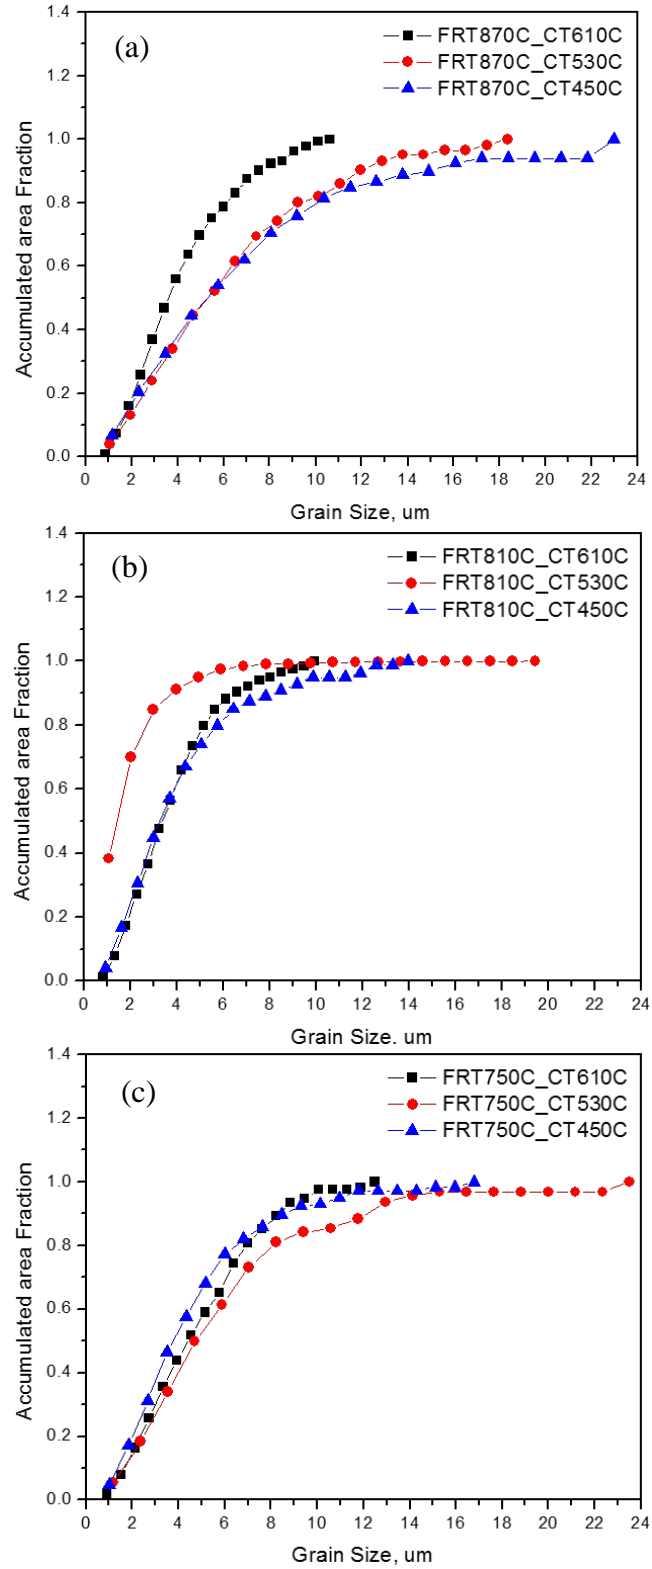 (a)
FRT870C_CT610C
FRT870C_CT530C
FRT870C_CT450C
1.4
1.2
1.0
0.8
0.6
0.4
0.2
0.0
Accumulated area Fraction
0 2 4 6 8 10 12 14 16 18 20 22 24
Grain Size, um
(b)
FRT810C_CT610C
FRT810C_CT530C
FRT810C_CT450C
1.4
1.2
1.0
0.8
0.6
0.4
0.2
0.0
Accumulated area Fraction
0 2 4 6 8 10 12 14 16 18 20 22 24
Grain Size. um
(c)
FRT750C_CT610C
FRT750C_CT530C
FRT750C_CT450C
1.4
1.2
1.0
0.8
0.6
0.4
0.2
0.0
Accumulated area Fraction
0 2 4 6 8 10 12 14 16 18 20 22 24
Grain Size, um